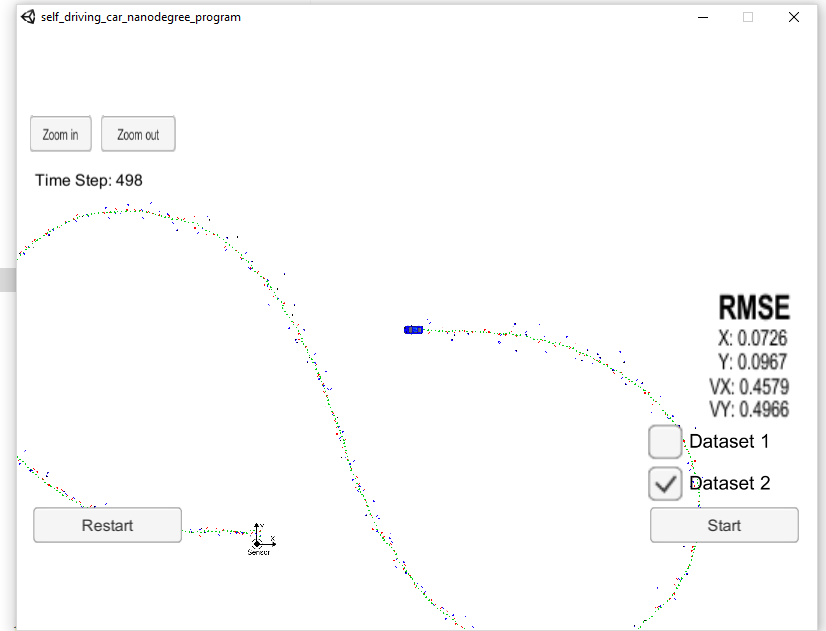 self_driving_car_nanodegree_program
Zoom in
Zoom out
Time Step: 498
RMSE
X: 0.0726
Y: 0.0967
VX: 0.4579
VY: 0.4966
Dataset 1
Dataset 2
Restart
Start
Y
X
Sensor